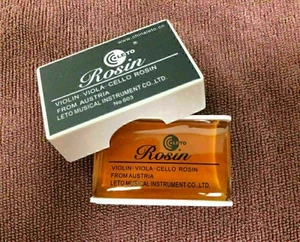 www.chinaleto.cn
LETO
Rosin
VIOLIN·VIOLA·CELLO ROSIN
FROM AUSTRIA
LETO MUSICAL INSTRUMENT CO.,LTD.
No 603
LETO
Rosin
VIOLIN·VIOLA·CELLO ROSIN
FROM AUSTRIA
LETO MUSICAL INSTRUMENT CO.,LTD.